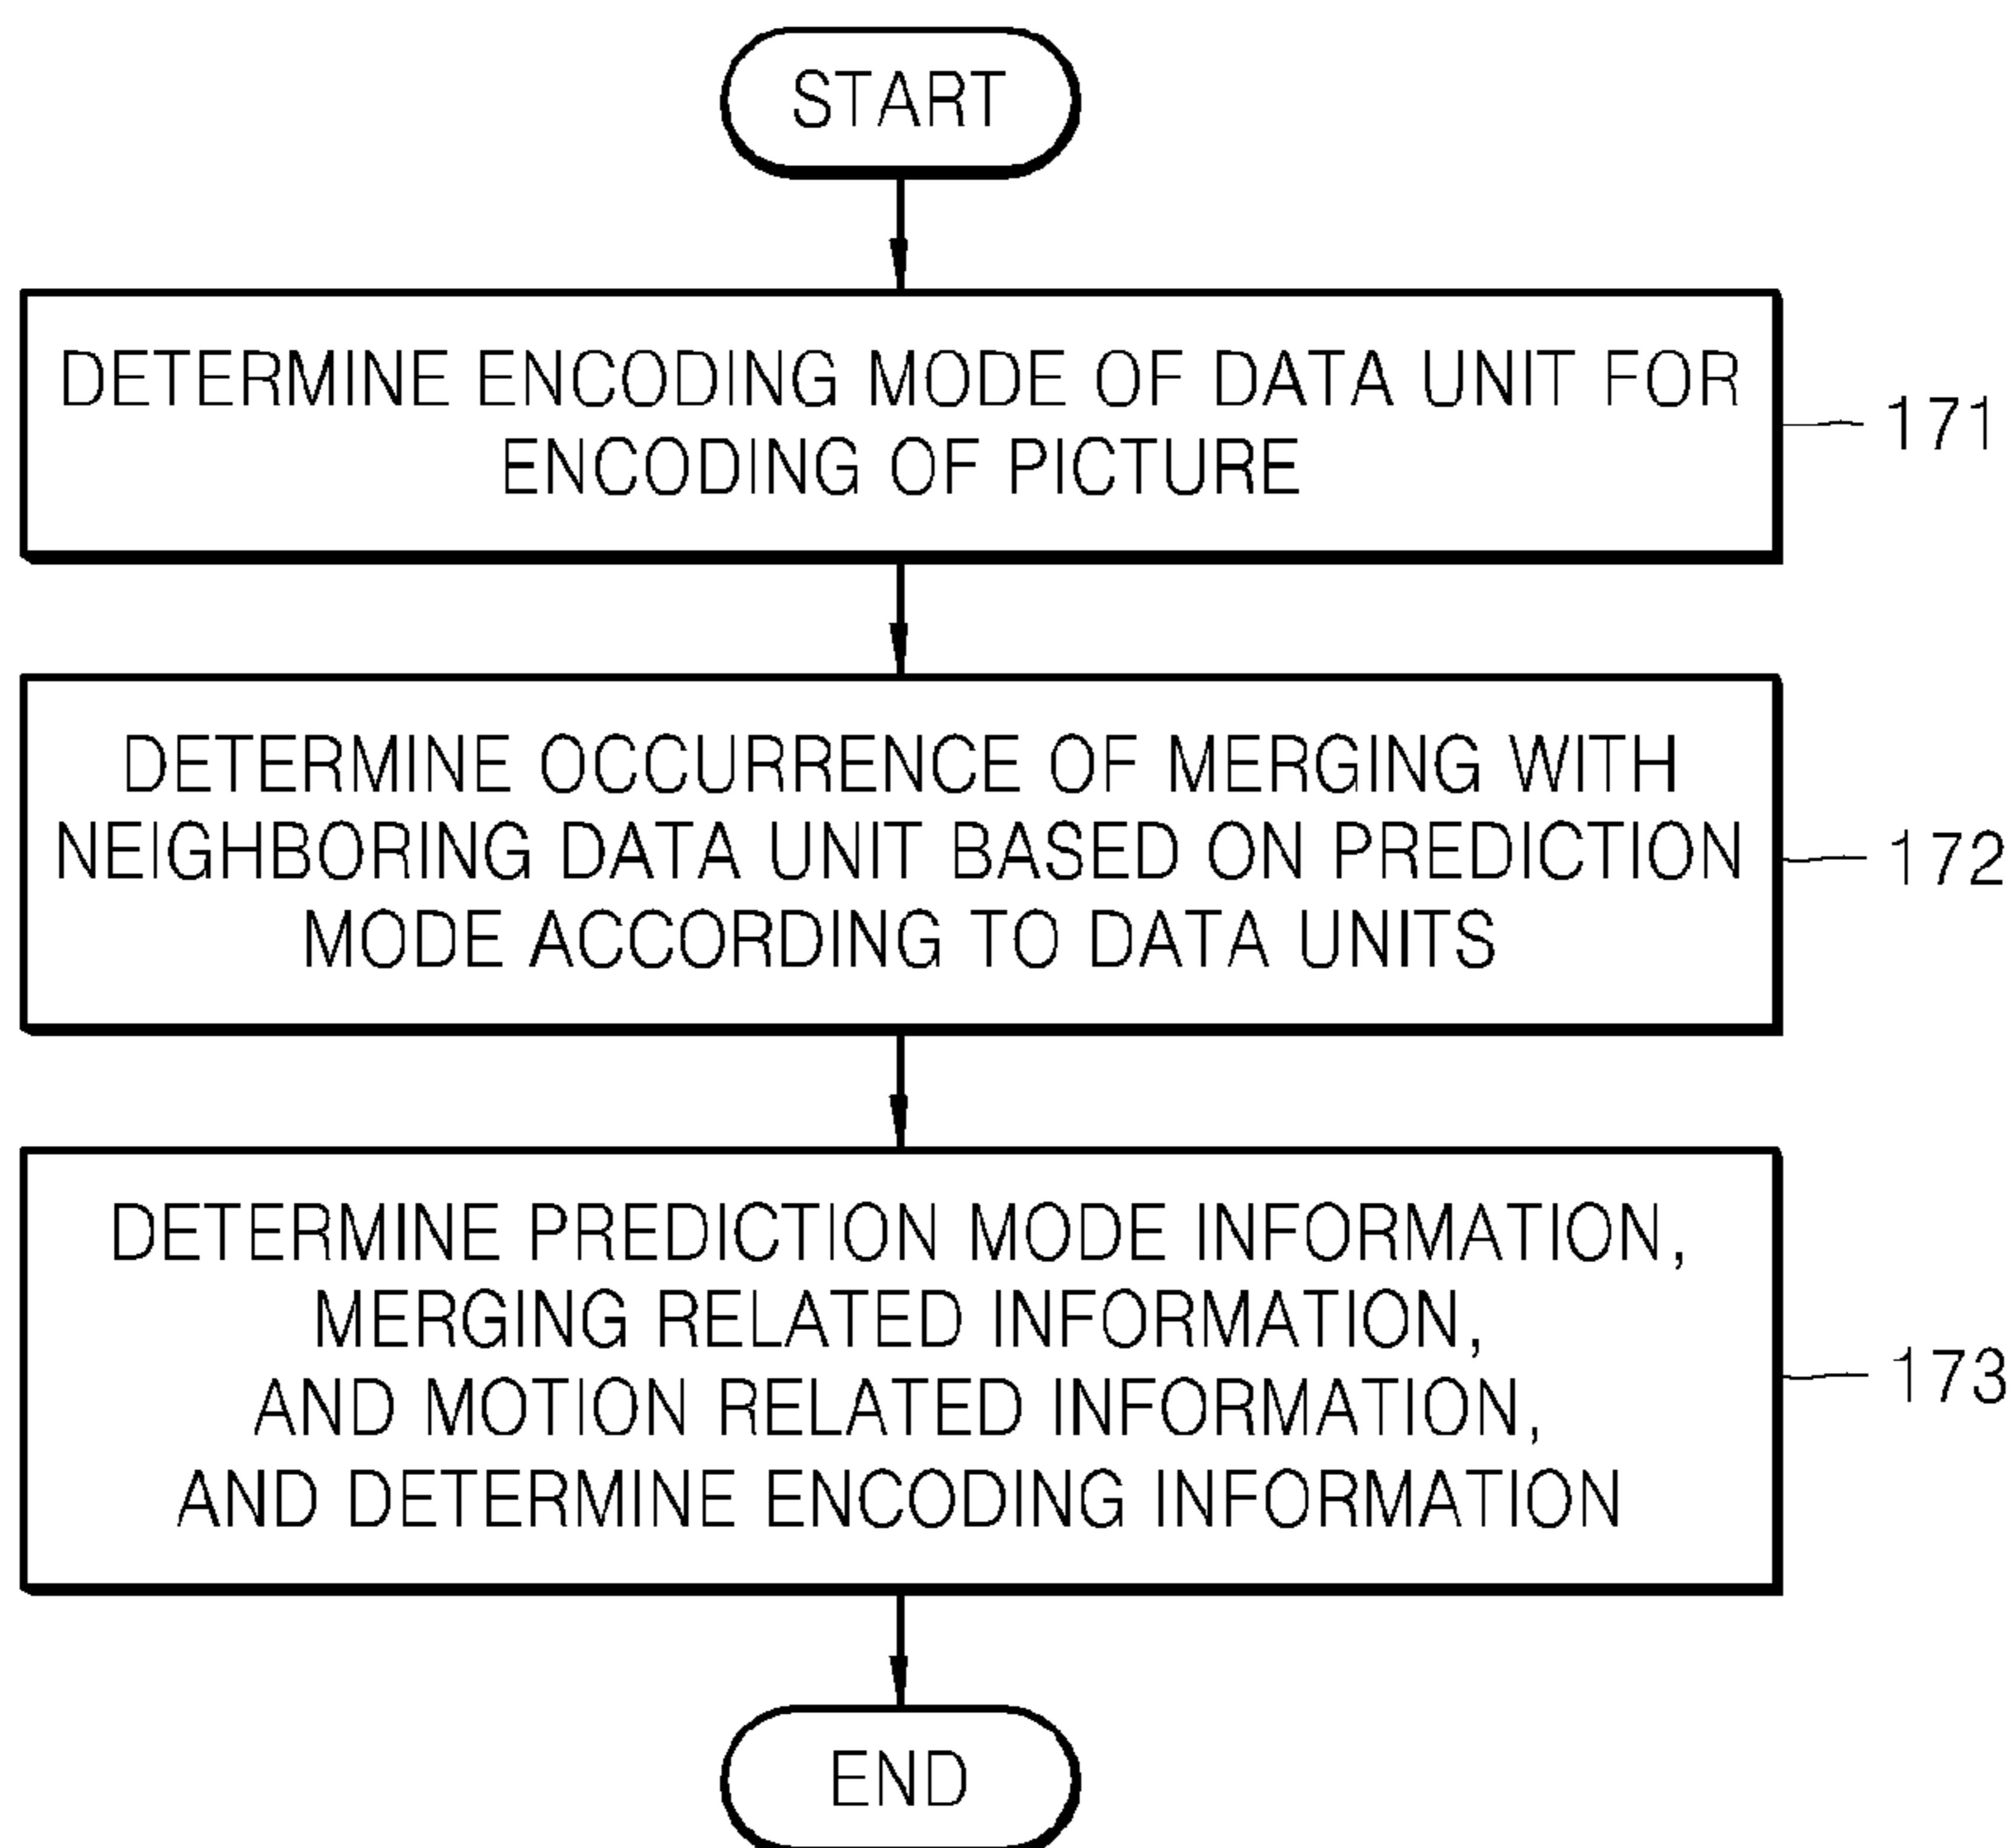 START
DETERMINE ENCODING MODE OF DATA UNIT FOR
ENCODING OF PICTURE
171
DETERMINE OCCURRENCE OF MERGING WITH
NEIGHBORING DATA UNIT BASED ON PREDICTION
MODE ACCORDING TO DATA UNITS
172
DETERMINE PREDICTION MODE INFORMATION,
MERGING RELATED INFORMATION,
AND MOTION RELATED INFORMATION,
AND DETERMINE ENCODING INFORMATION
173
END